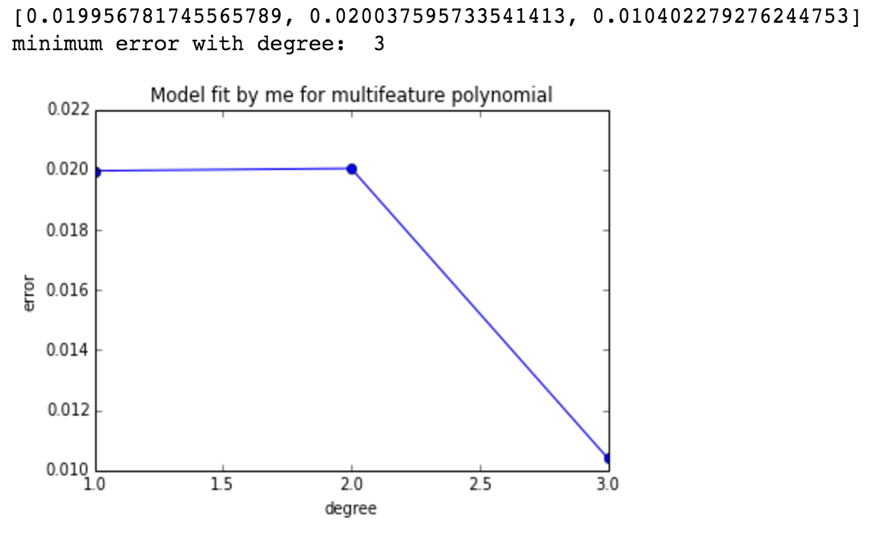 [0.019956781745565789, 0.020037595733541413, 0.010402279276244753]
minimum error with degree:  3
Model fit by me for multifeature polynomial
0.022
0.020
0.018
0.016
0.014
0.012
0.010
error
1.0 1.5 2.0 2.5 3.0
degree